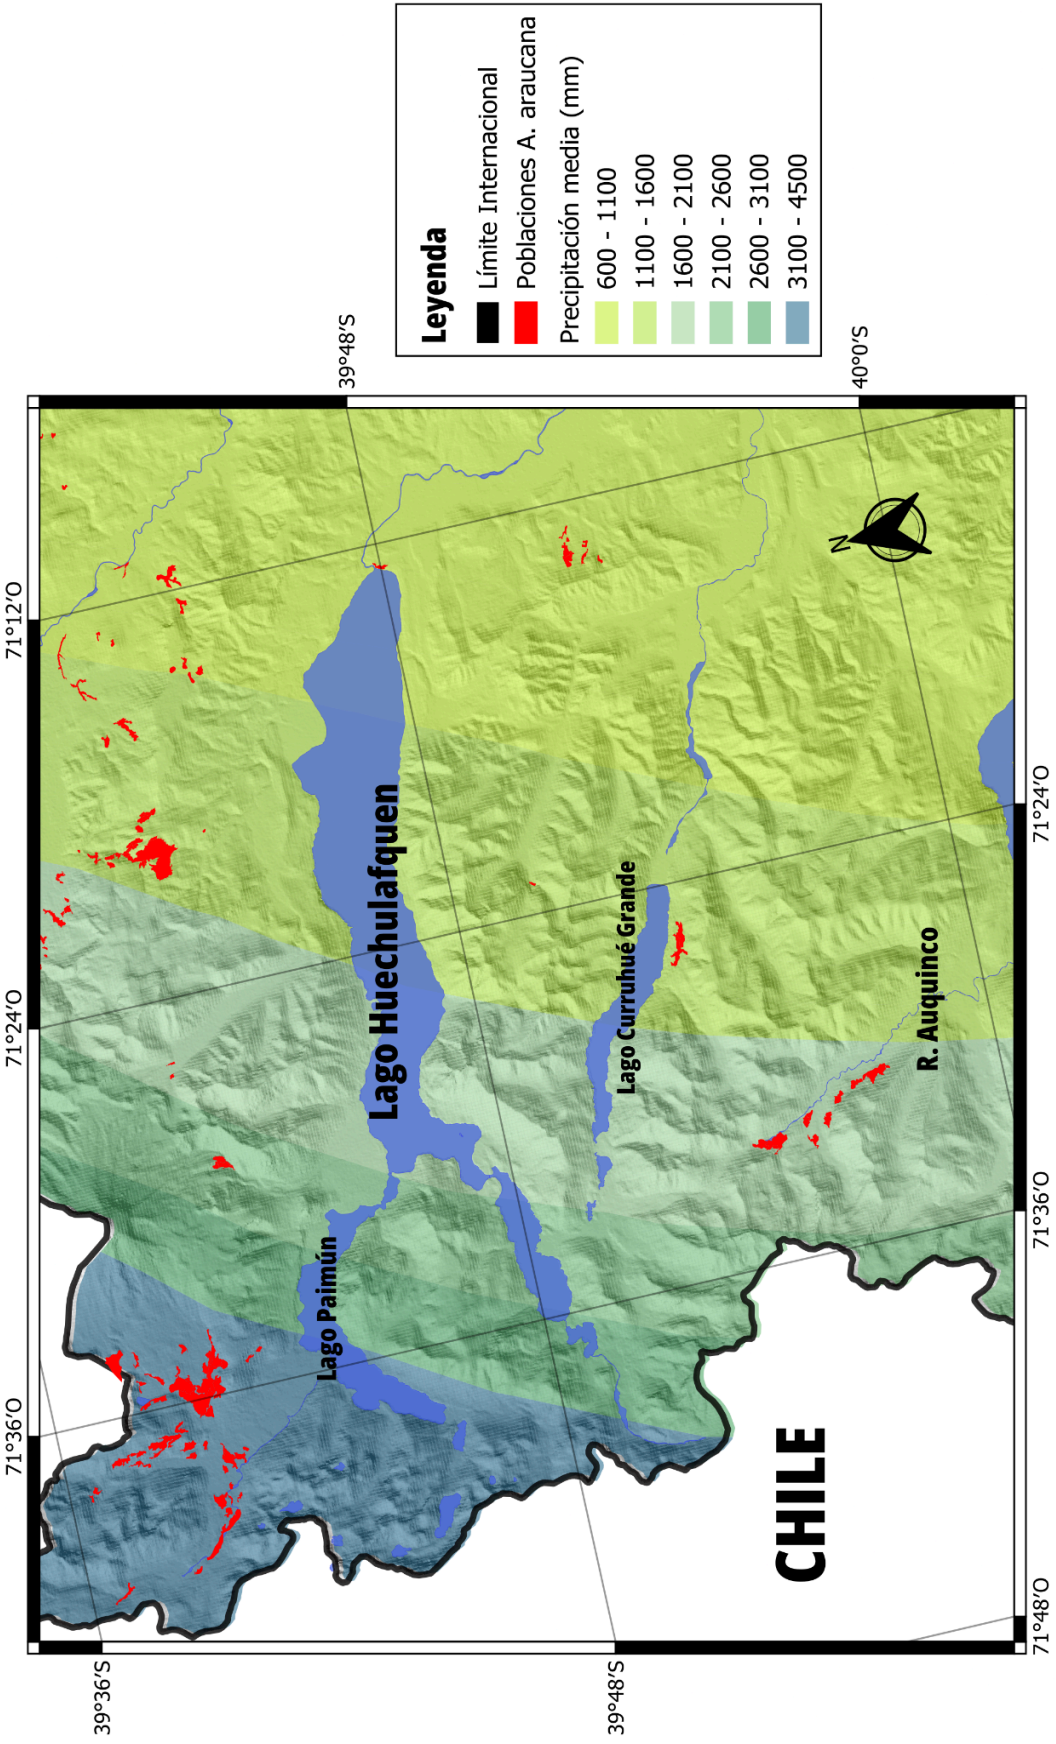 71°36'O
71°24'O
71°12'O
39°36'S
39°48'S
39°48'S
40°0'S
71°48'O
71°36'O
71°24'O
Lago Paimún
Lago Huechulafquen
Lago Curruhué Grande
R. Auquinco
CHILE
N
Leyenda
Límite Internacional
Poblaciones A. araucana
Precipitación media (mm)
600 - 1100
1100 - 1600
1600 - 2100
2100 - 2600
2600 - 3100
3100 - 4500